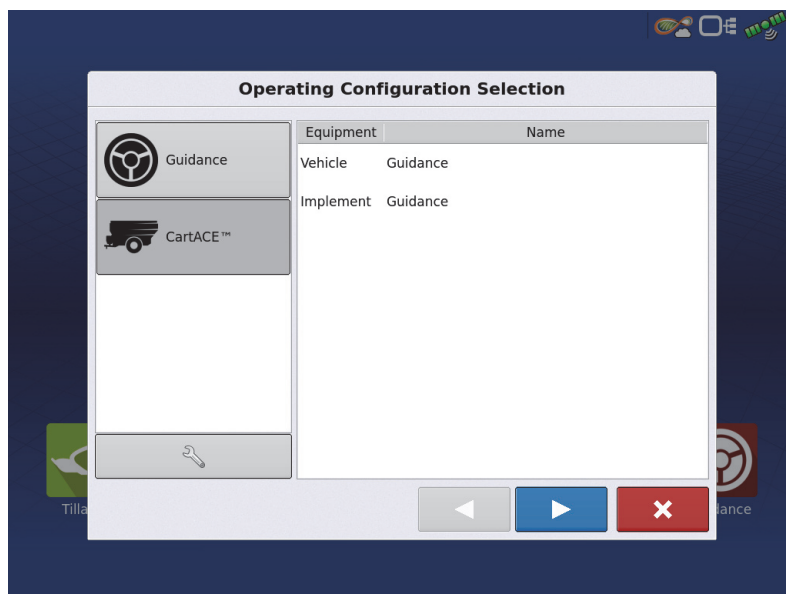 Operating Configuration Selection
Guidance
CartACE™
Equipment Name
Vehicle Guidance
Implement Guidance
Tilla
dance